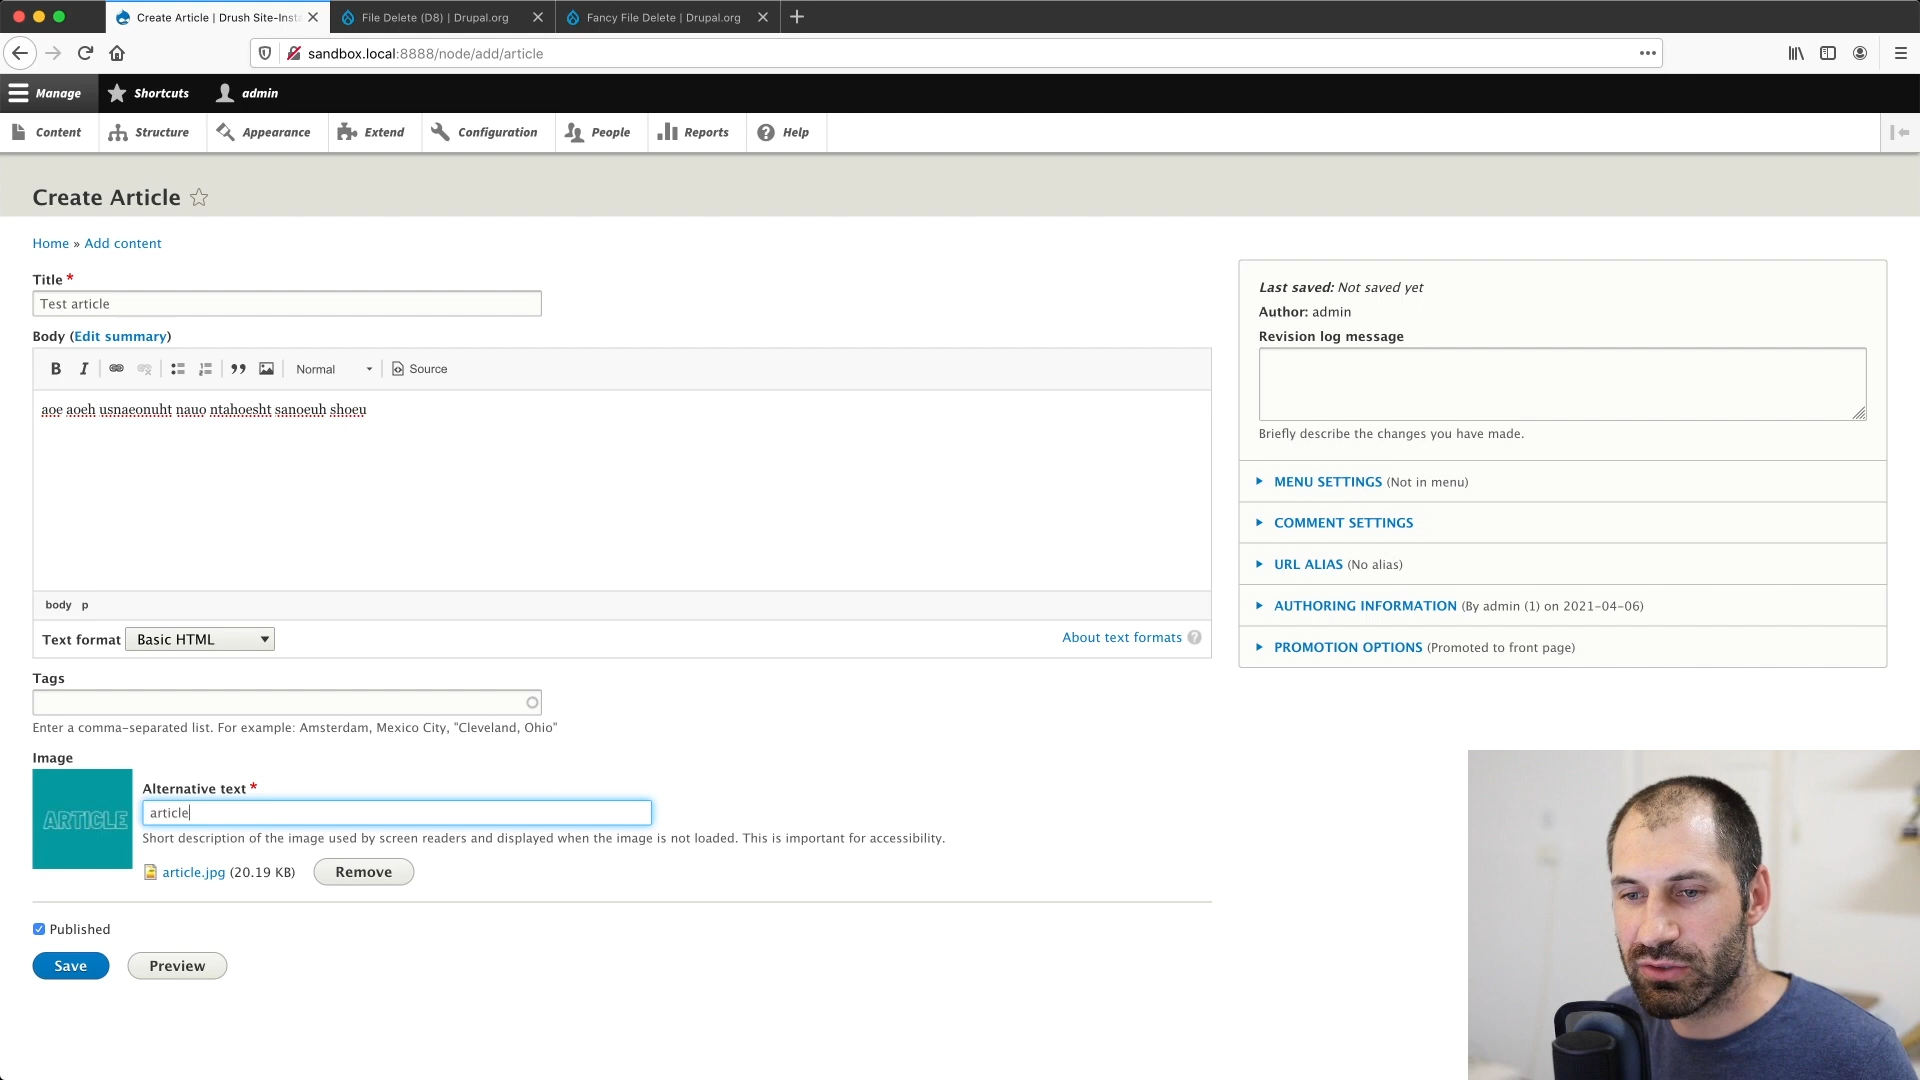 Create Article | Drush Site-Insta
File Delete (D8) | Drupal.org
Fancy File Delete | Drupal.org
sandbox.local:8888/node/add/article
Manage
Shortcuts
admin
Content
Structure
Appearance
Extend
Configuration
People
Reports
Help
Create Article
Home » Add content
Title *
Test article
Body (Edit summary)
B I Normal Source
aoe aoeh usnaeonuht nauo ntahoesht sanoeuh shoeu
body p
Text format Basic HTML
About text formats ?
Tags
Enter a comma-separated list. For example: Amsterdam, Mexico City, "Cleveland, Ohio"
Image
ARTICLE
Alternative text *
article
Short description of the image used by screen readers and displayed when the image is not loaded. This is important for accessibility.
article.jpg (20.19 KB)
Remove
Published
Save
Preview
Last saved: Not saved yet
Author: admin
Revision log message
Briefly describe the changes you have made.
MENU SETTINGS (Not in menu)
COMMENT SETTINGS
URL ALIAS (No alias)
AUTHORING INFORMATION (By admin (1) on 2021-04-06)
PROMOTION OPTIONS (Promoted to front page)